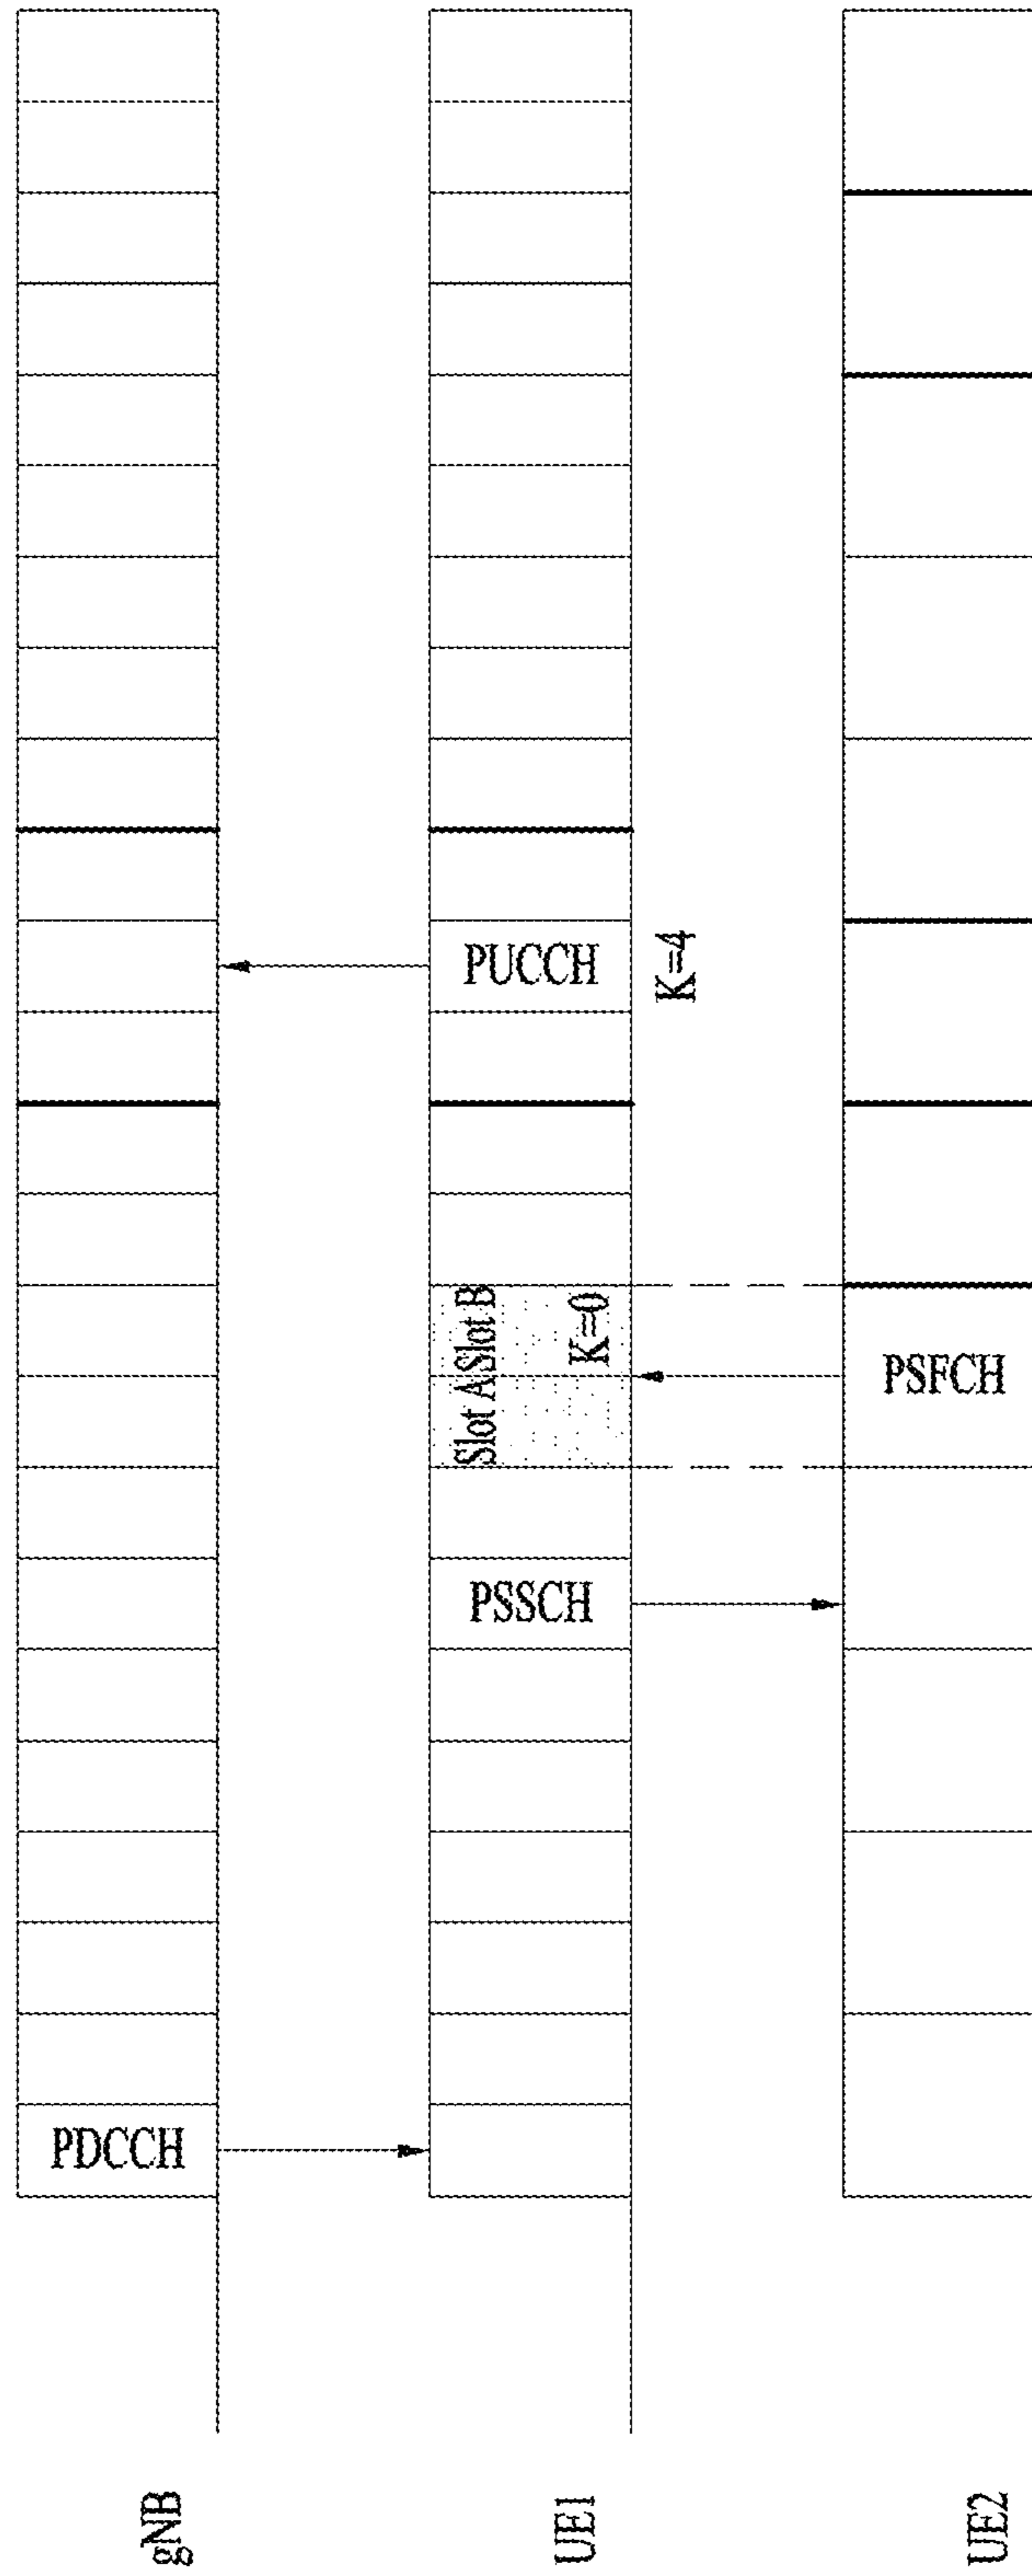 gNB
PDCCH
UE1
PSSCH
Slot A Slot B
K=0
PUCCH
K=4
UE2
PSFCH